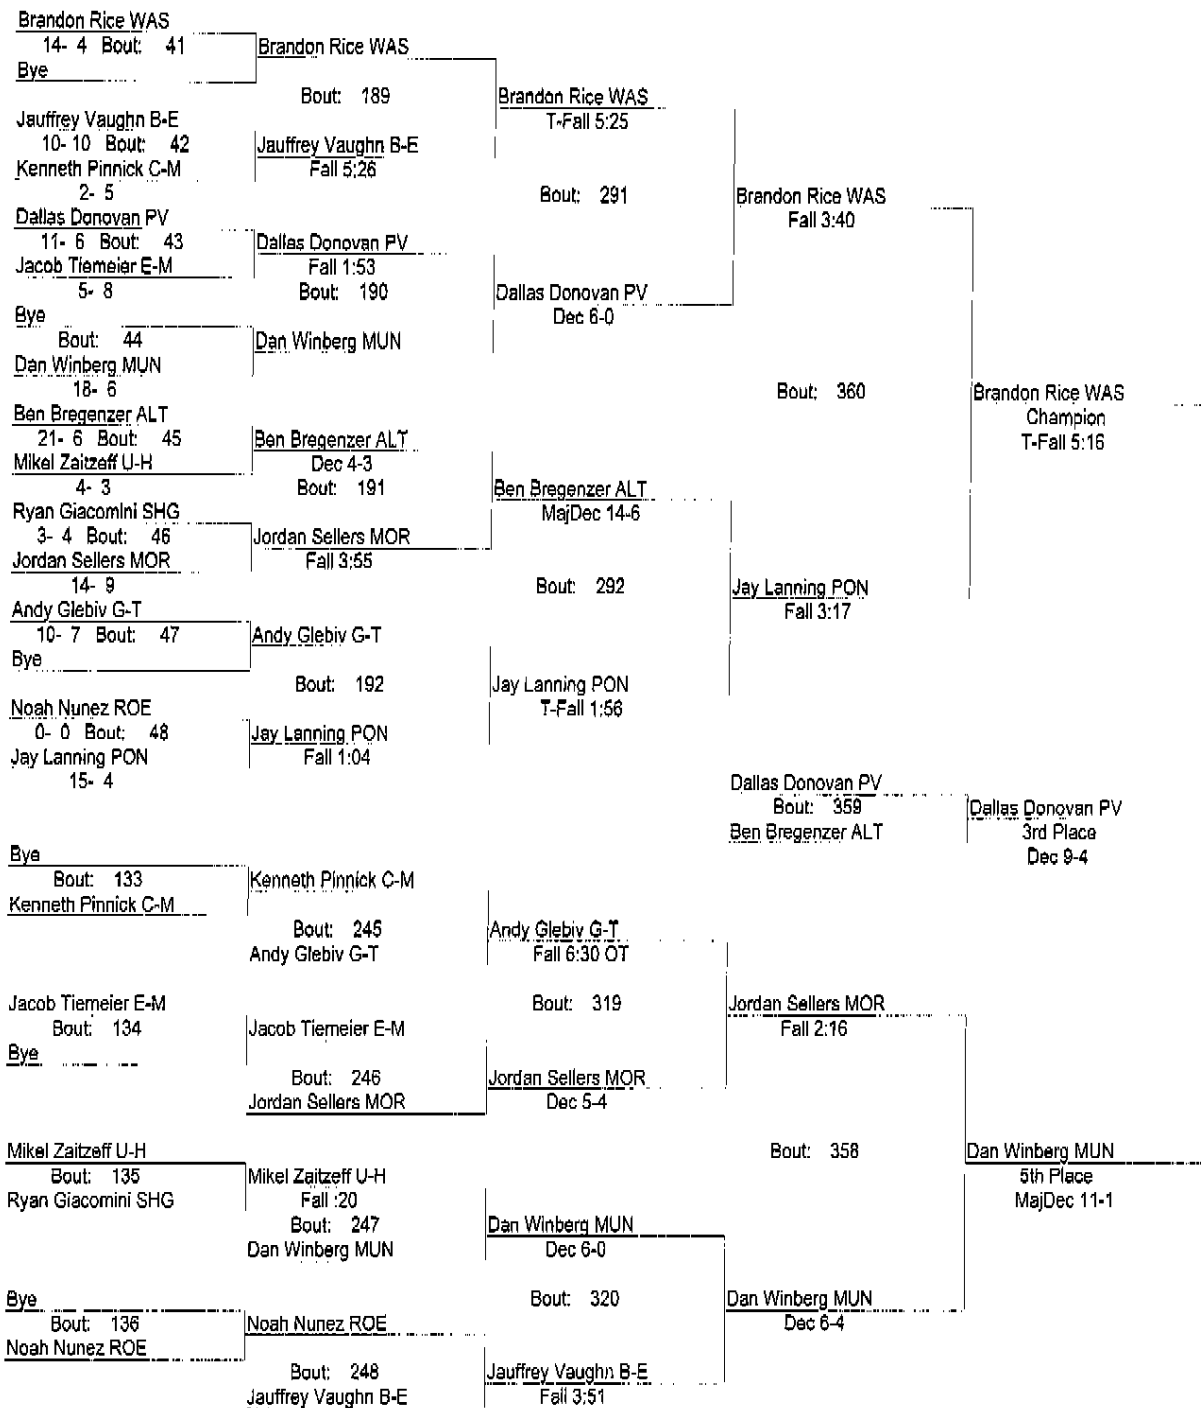 Brandon Rice WAS
14- 4 Bout: 41
Bye
Brandon Rice WAS
Bout: 189
Jauffrey Vaughn B-E
10- 10 Bout: 42
Kenneth Pinnick C-M
2- 5
Jauffrey Vaughn B-E
Fall 5:26
Brandon Rice WAS
T-Fall 5:25
Bout: 291
Dallas Donovan PV
11- 6 Bout: 43
Jacob Tiemeier E-M
5- 8
Dallas Donovan PV
Fall 1:53
Bout: 190
Bye
Bout: 44
Dan Winberg MUN
18- 6
Dan Winberg MUN
Dallas Donovan PV
Dec 6-0
Brandon Rice WAS
Fall 3:40
Bout: 360
Brandon Rice WAS
Champion
T-Fall 5:16
Ben Bregenzer ALT
21- 6 Bout: 45
Mikel Zaitzeff U-H
4- 3
Ben Bregenzer ALT
Dec 4-3
Bout: 191
Ryan Giacomini SHG
3- 4 Bout: 46
Jordan Sellers MOR
14- 9
Jordan Sellers MOR
Fall 3:55
Ben Bregenzer ALT
MajDec 14-6
Bout: 292
Andy Glebiv G-T
10- 7 Bout: 47
Bye
Andy Glebiv G-T
Bout: 192
Noah Nunez ROE
0- 0 Bout: 48
Jay Lanning PON
15- 4
Jay Lanning PON
Fall 1:04
Jay Lanning PON
T-Fall 1:56
Jay Lanning PON
Fall 3:17
Dallas Donovan PV
Bout: 359
Ben Bregenzer ALT
Dallas Donovan PV
3rd Place
Dec 9-4
Bye
Bout: 133
Kenneth Pinnick C-M
Kenneth Pinnick C-M
Bout: 245
Andy Glebiv G-T
Andy Glebiv G-T
Fall 6:30 OT
Bout: 319
Jacob Tiemeier E-M
Bout: 134
Bye
Jacob Tiemeier E-M
Bout: 246
Jordan Sellers MOR
Jordan Sellers MOR
Dec 5-4
Jordan Sellers MOR
Fall 2:16
Bout: 358
Dan Winberg MUN
5th Place
MajDec 11-1
Mikel Zaitzeff U-H
Bout: 135
Ryan Giacomini SHG
Mikel Zaitzeff U-H
Fall :20
Bout: 247
Dan Winberg MUN
Dan Winberg MUN
Dec 6-0
Bout: 320
Bye
Bout: 136
Noah Nunez ROE
Noah Nunez ROE
Bout: 248
Jauffrey Vaughn B-E
Jauffrey Vaughn B-E
Fall 3:51
Dan Winberg MUN
Dec 6-4